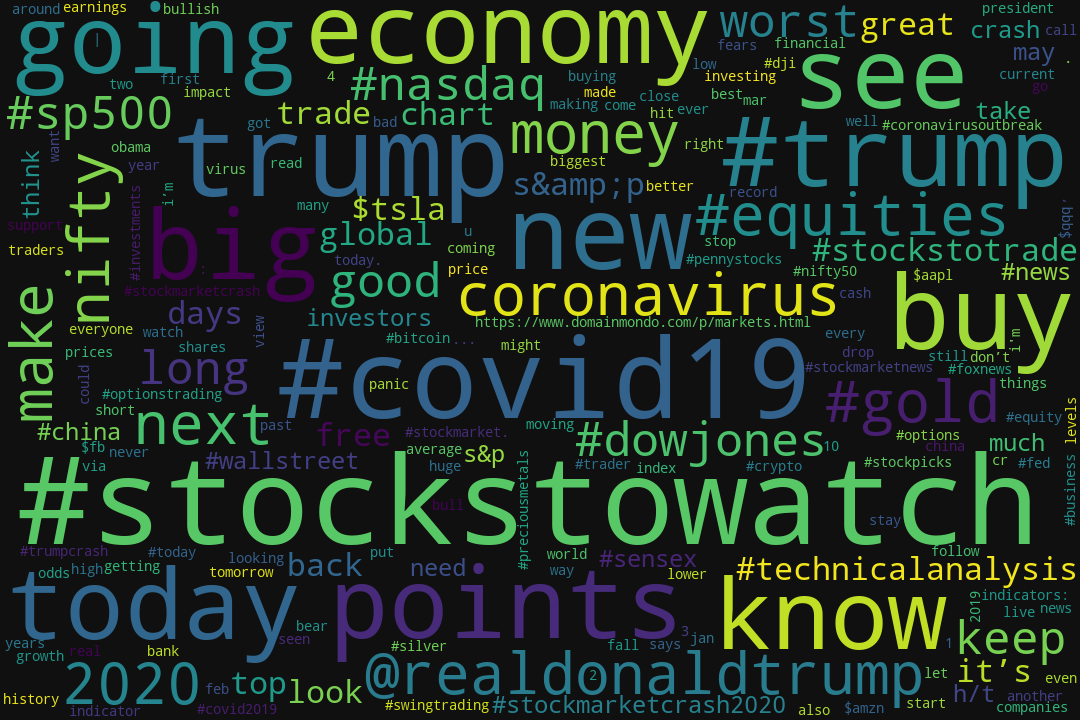 around earnings bullish
going
|
economy
worst
great
president
crash
call
fears
financial
may
.
two
first
4
#nasdaq
buying
low
investing
#dji
see
current
go
impact
made
best
mar
take
#sp500
trade
chart
making
come
close
hit
ever
well
#coronavirusoutbreak
got
bad
trump
money
right
#trump
want
obama
think
nifty
year
virus
read
biggest
i'm
s&amp;p
better
record
many
$tsla
new
#equities
support
#investments
big
global
u
coming
stop
#stockstotrade
$qqq.
traders
:
today.
price
#pennystocks
#nifty50
$aapl
#news
good
coronavirus
cash
buy
#stockmarketcrash
make
days
investors
https://www.domainmondo.com/p/markets.html
everyone
watch
view
#bitcoin
...
might
every
i'm
prices
shares
#covid19
drop
still
don’t
could
long
panic
#stockmarketnews
#foxnews
things
#optionstrading
#gold
short
past
moving
#equity
levels
#china
next
free
#stockmarket.
#dowjones
10
#options
much
$fb
never
average
s&p
china
via
#wallstreet
huge
#trader
index
#crypto
#stockpicks
cr
#fed
#stockstowatch
bull
#preciousmetals
#business
stay
#trumpcrash
#today
looking
put
world
#sensex
follow
odds
high
getting
tomorrow
back
need
way
lower
#technicalanalysis
today
points
know
2019
indicators:
live
news
bear
seen
3
jan
1
keep
years
real
bank
#silver
fall
says
growth
2020
feb
top
look
@realdonaldtrump
2
let
it’s
even
history
indicator
#covid2019
#swingtrading
#stockmarketcrash2020
also
$amzn
start
h/t
another
companies